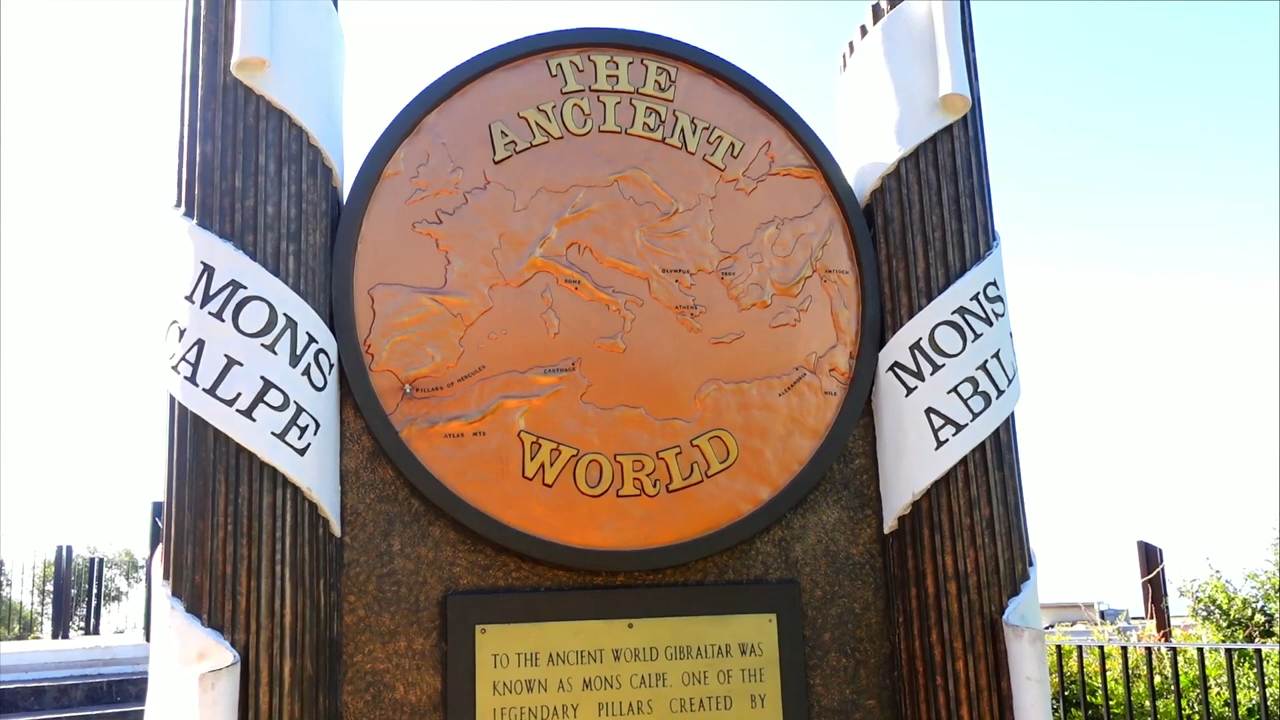 THE
ANCIENT
WORLD
MONS
CALPE
MONS
ABIL
OLYMPUS
TROY
ANTIOCH
ROME
ATHENS
PILLARS OF HERCULES
CARTHAGE
ALEXANDRIA
NILE
ATLAS MTS
TO THE ANCIENT WORLD GIBRALTAR WAS
KNOWN AS MONS CALPE, ONE OF THE
LEGENDARY PILLARS CREATED BY